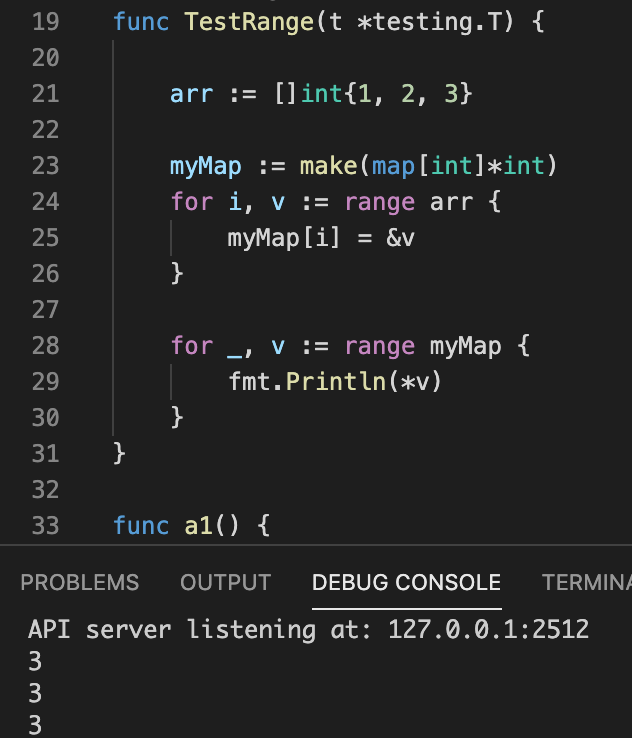 19 func TestRange(t *testing.T) {
20
21 arr := []int{1, 2, 3}
22
23 myMap := make(map[int]*int)
24 for i, v := range arr {
25 myMap[i] = &v
26 }
27
28 for _, v := range myMap {
29 fmt.Println(*v)
30 }
31 }
32
33 func a1() {
PROBLEMS OUTPUT DEBUG CONSOLE TERMINA
API server listening at: 127.0.0.1:2512
3
3
3